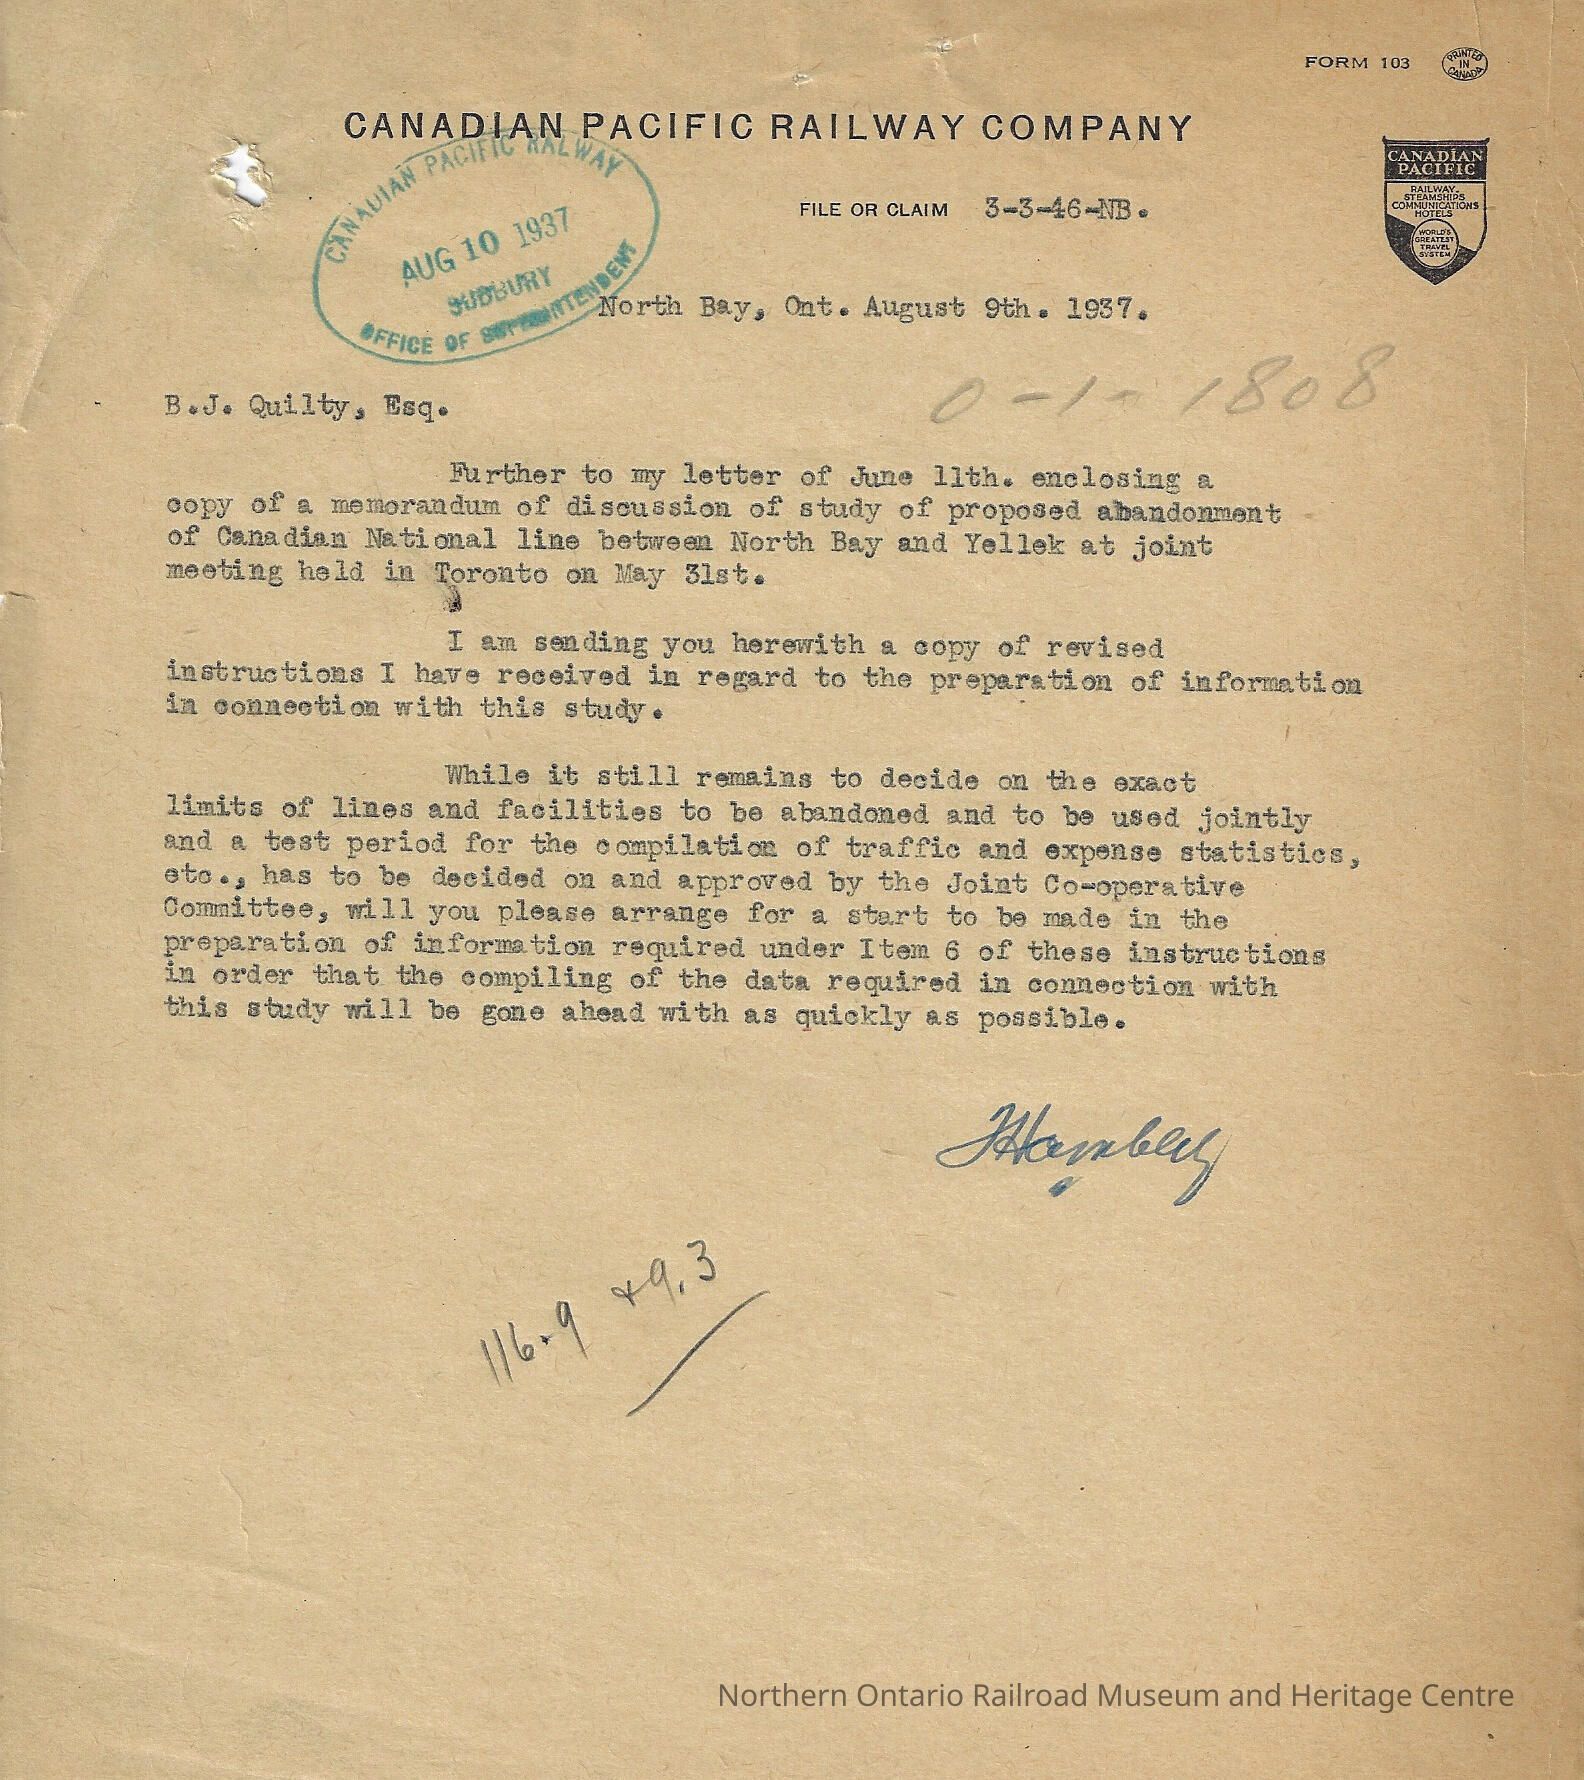 FORM 103
PRINTED
IN
CANADA
CANADIAN PACIFIC RAILWAY COMPANY
CANADIAN
PACIFIC
RAILWAY
STEAMSHIPS
COMMUNICATIONS
HOTELS
WORLD'S
GREATEST
TRAVEL
SYSTEM
CANADIAN PACIFIC RALWAY
AUG 10 1937
SUDBURY
OFFICE OF SUPERINTENDENT
FILE OR CLAIM 3-3-46-NB.
North Bay, Ont. August 9th. 1937.
0-1-1808
B.J. Quilty, Esq.
Further to my letter of June 11th. enclosing a
copy of a memorandum of discussion of study of proposed abandonment
of Canadian National line between North Bay and Yellek at joint
meeting held in Toronto on May 31st.
I am sending you herewith a copy of revised
instructions I have received in regard to the preparation of information
in connection with this study.
While it still remains to decide on the exact
limits of lines and facilities to be abandoned and to be used jointly
and a test period for the compilation of traffic and expense statistics,
etc., has to be decided on and approved by the Joint Co-operative
Committee, will you please arrange for a start to be made in the
preparation of information required under Item 6 of these instructions
in order that the compiling of the data required in connection with
this study will be gone ahead with as quickly as possible.
116.9 +9.3
Northern Ontario Railroad Museum and Heritage Centre